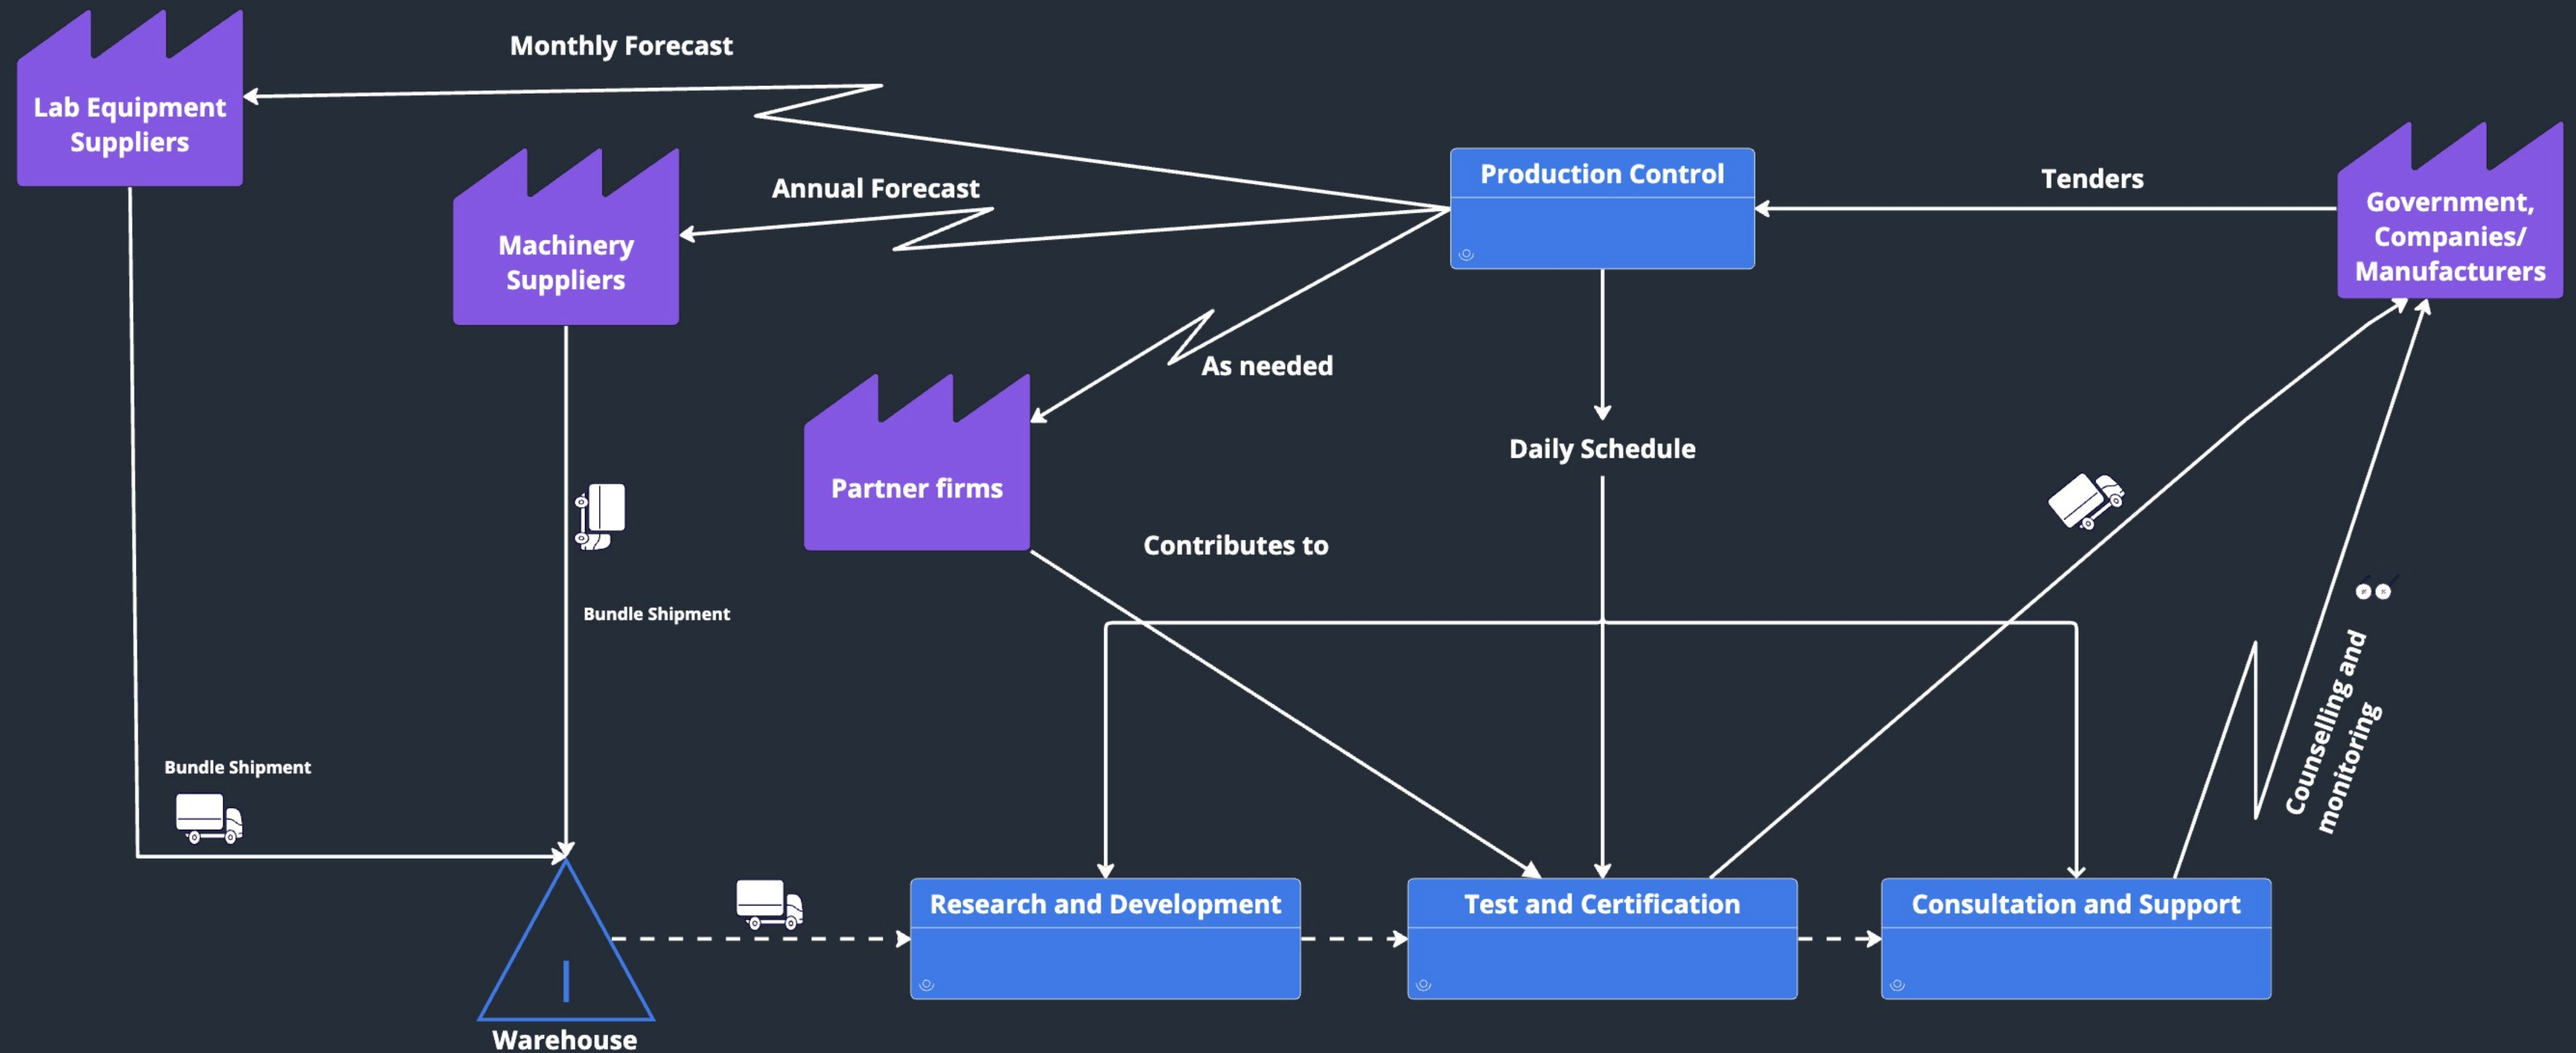 Monthly Forecast
Lab Equipment
Suppliers
Annual Forecast
Machinery
Suppliers
Production Control
Tenders
Government,
Companies/
Manufacturers
As needed
Partner firms
Daily Schedule
Contributes to
Bundle Shipment
Counselling and
monitoring
Bundle Shipment
Research and Development
Test and Certification
Consultation and Support
I
Warehouse